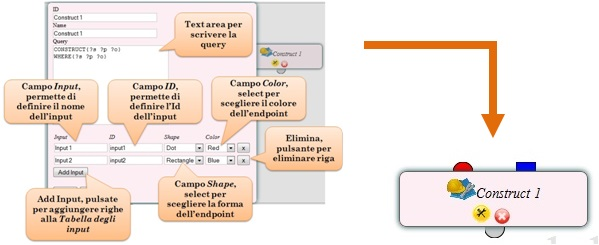 ID
Construct 1
Name
Construct 1
Query
CONSTRUCT{?s ?p ?o}
WHERE{?s ?p ?o}
Text area per
scrivere la
query
Construct 1
Campo Input,
permette di
definire il nome
dell'input
Campo ID,
permette di
definire l'Id
dell'input
Campo Color,
select per
scegliere il colore
dell'endpoint
Input ID Shape Color
Input 1 input1 Dot Red x
Input 2 input2 Rectangle Blue x
Add Input
Elimina,
pulsante per
eliminare riga
Add Input, pulsate
per aggiungere righe
alla Tabella degli
input
Campo Shape,
select per
scegliere la forma
dell'endpoint
Construct 1